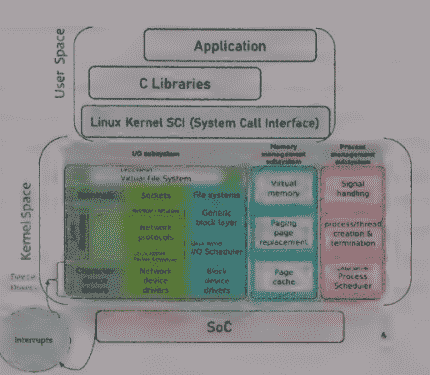 User Space
Application
C Libraries
Linux Kernel SCI (System Call Interface)
Kernel Space
I/O subsystem
Memory
management
subsystem
Process
management
subsystem
Virtual File System
Sockets
File systems
Network
protocols
Generic
block layer
I/O Scheduler
Character
device
drivers
Network
device
drivers
Block
device
drivers
Virtual
memory
Paging
page
replacement
Page
cache
Signal
handling
process/thread
creation &
termination
Process
Scheduler
SoC
Interrupts